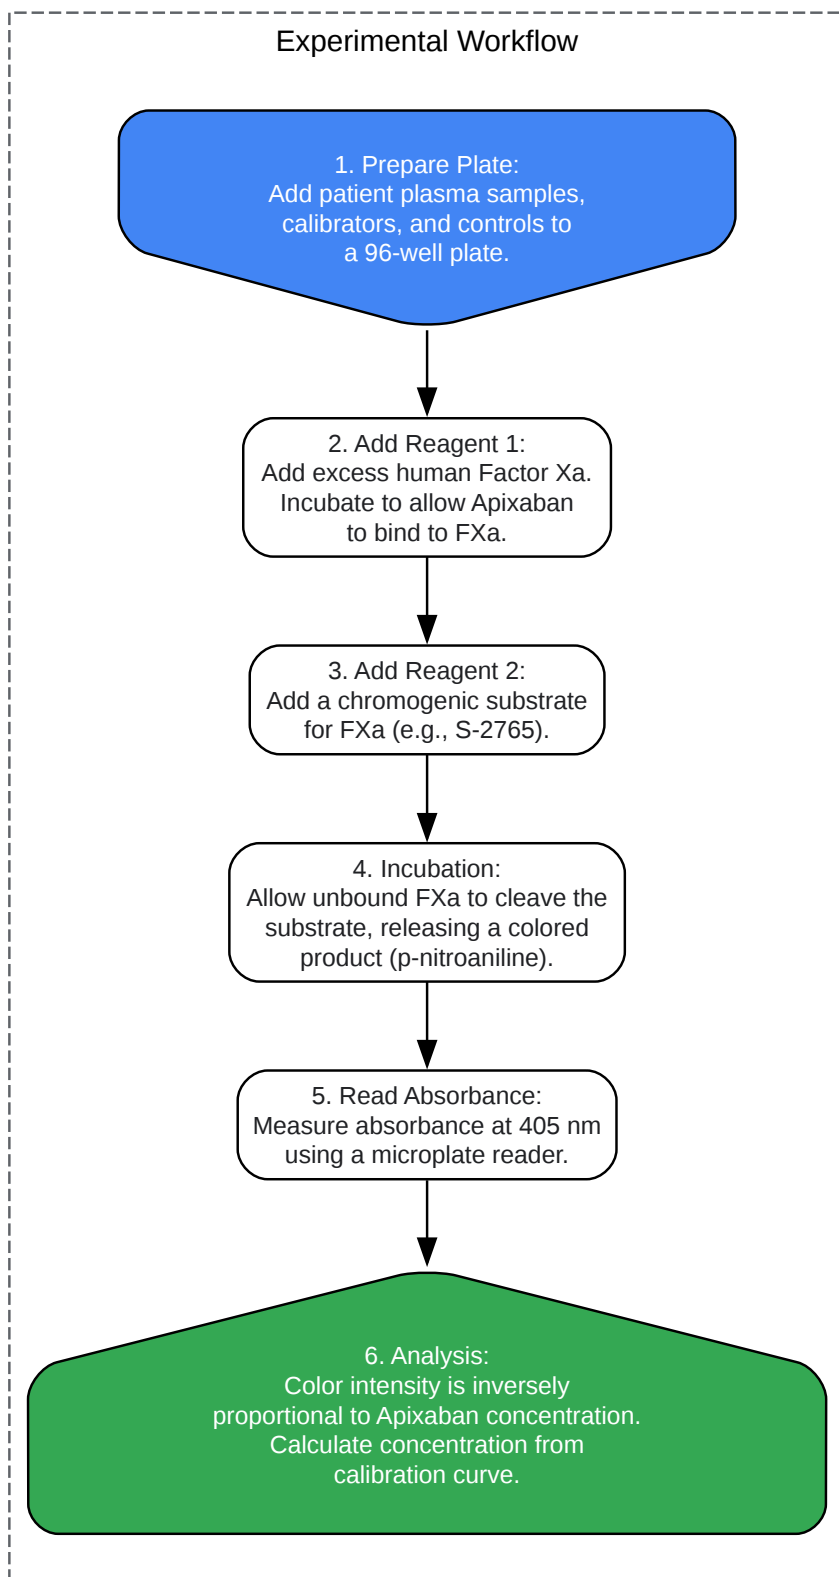 Experimental Workflow
1. Prepare Plate:
Add patient plasma samples,
calibrators, and controls to
a 96-well plate.
2. Add Reagent 1:
Add excess human Factor Xa.
Incubate to allow Apixaban
to bind to FXa.
3. Add Reagent 2:
Add a chromogenic substrate
for FXa (e.g., S-2765).
4. Incubation:
Allow unbound FXa to cleave the
substrate, releasing a colored
product (p-nitroaniline).
5. Read Absorbance:
Measure absorbance at 405 nm
using a microplate reader.
6. Analysis:
Color intensity is inversely
proportional to Apixaban concentration.
Calculate concentration from
calibration curve.